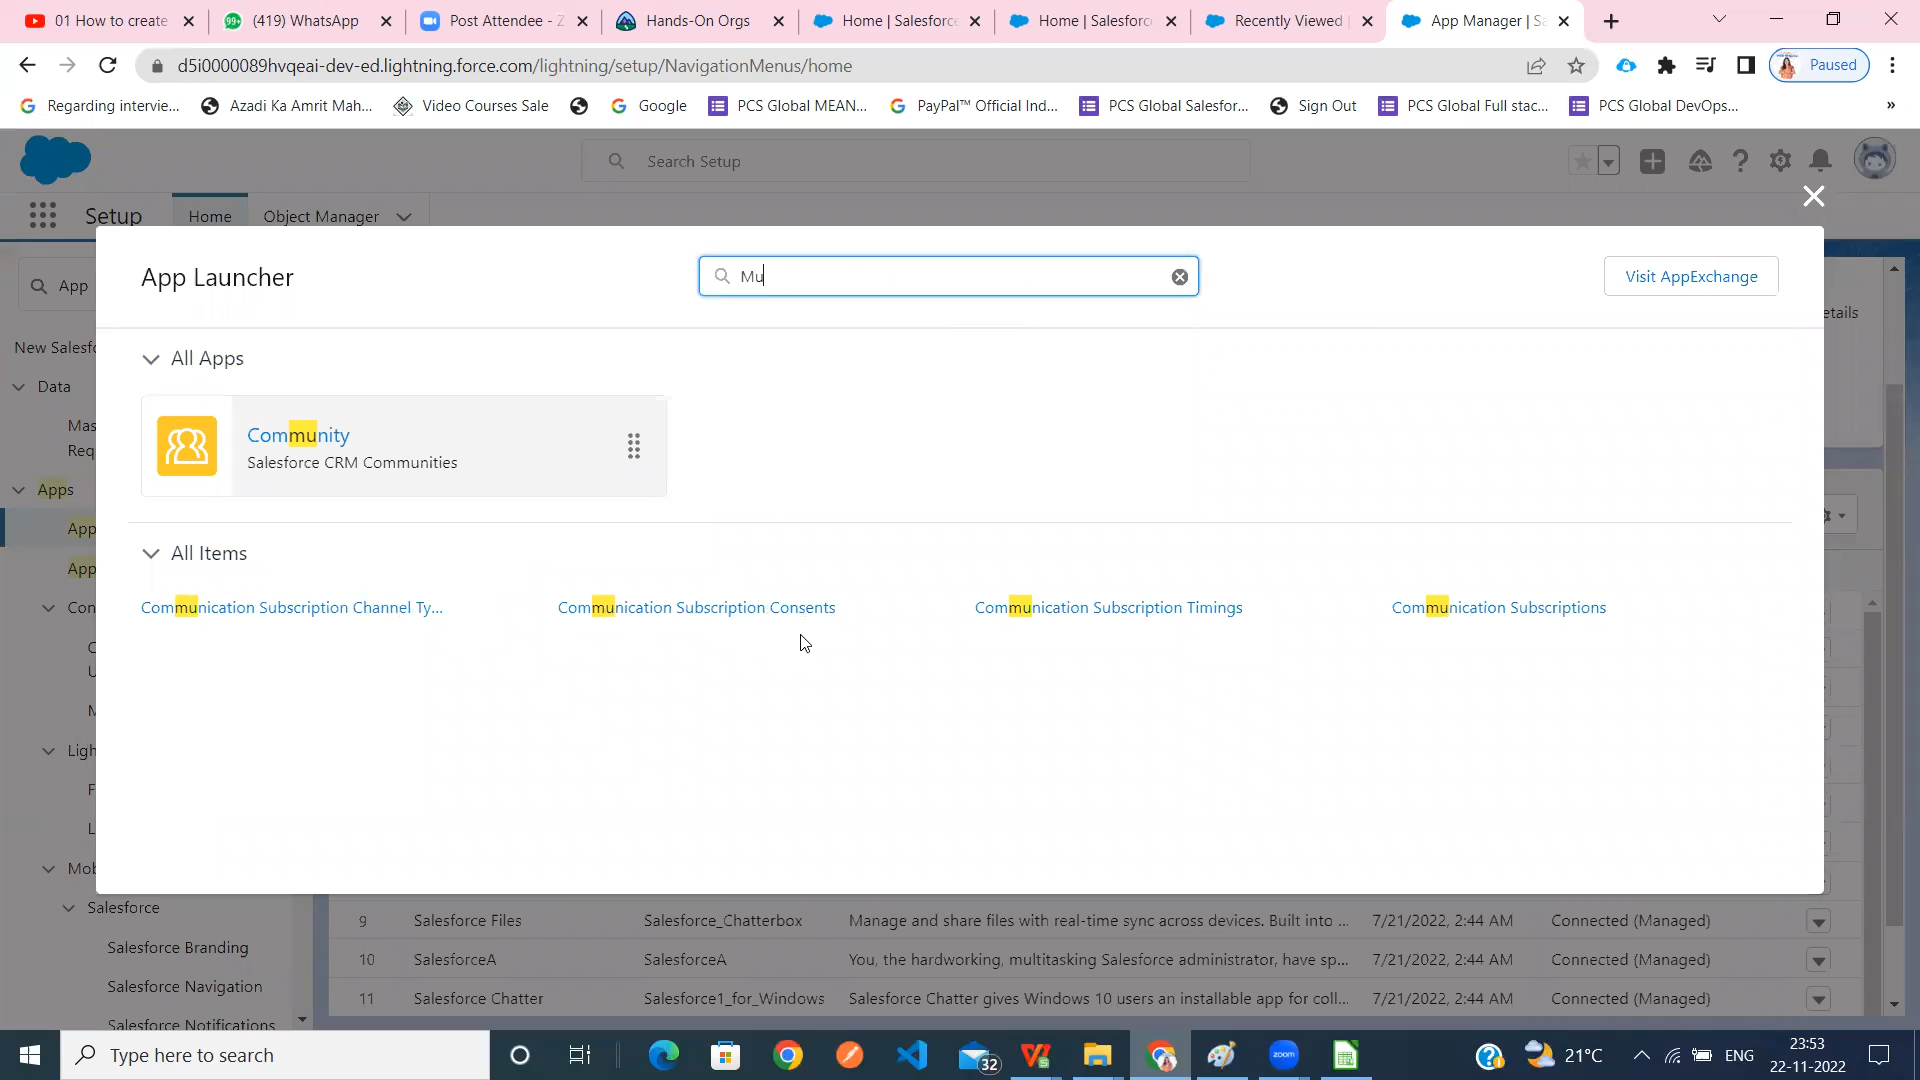 01 How to create
(419) WhatsApp
Post Attendee - Z
Hands-On Orgs
Home | Salesforce
Home | Salesforce
Recently Viewed |
App Manager | Sa
d5i0000089hvqeai-dev-ed.lightning.force.com/lightning/setup/NavigationMenus/home
Paused
Regarding intervie...
Azadi Ka Amrit Mah...
Video Courses Sale
Google
PCS Global MEAN...
PayPal™ Official Ind...
PCS Global Salesfor...
Sign Out
PCS Global Full stac...
PCS Global DevOps...
»
Search Setup
Setup
Home
Object Manager
App Launcher
Mu
Visit AppExchange
App
etails
New Salesfo
All Apps
Data
Community
Salesforce CRM Communities
Mas
Req
Apps
App
All Items
App
Con
Communication Subscription Channel Ty...
Communication Subscription Consents
Communication Subscription Timings
Communication Subscriptions
C
U
M
Ligh
F
L
Mob
Salesforce
9 Salesforce Files Salesforce_Chatterbox Manage and share files with real-time sync across devices. Built into ... 7/21/2022, 2:44 AM Connected (Managed)
Salesforce Branding
10 SalesforceA SalesforceA You, the hardworking, multitasking Salesforce administrator, have sp... 7/21/2022, 2:44 AM Connected (Managed)
Salesforce Navigation
11 Salesforce Chatter Salesforce1_for_Windows Salesforce Chatter gives Windows 10 users an installable app for coll... 7/21/2022, 2:44 AM Connected (Managed)
Salesforce Notifications
Type here to search
32
zoom
21°C
ENG
23:53
22-11-2022